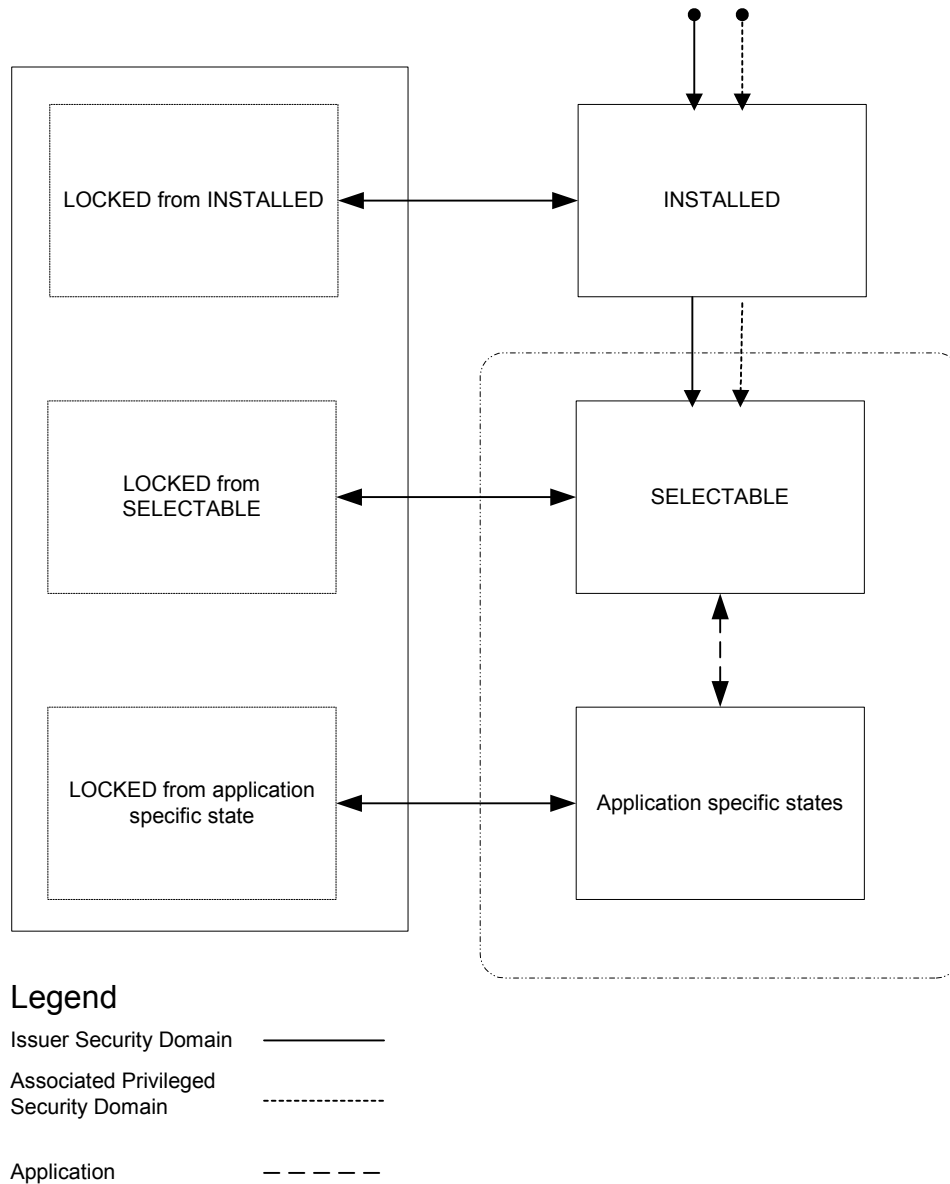 LOCKED from INSTALLED
INSTALLED
LOCKED from
SELECTABLE
SELECTABLE
LOCKED from application
specific state
Application specific states
Legend
Issuer Security Domain
Associated Privileged
Security Domain
Application